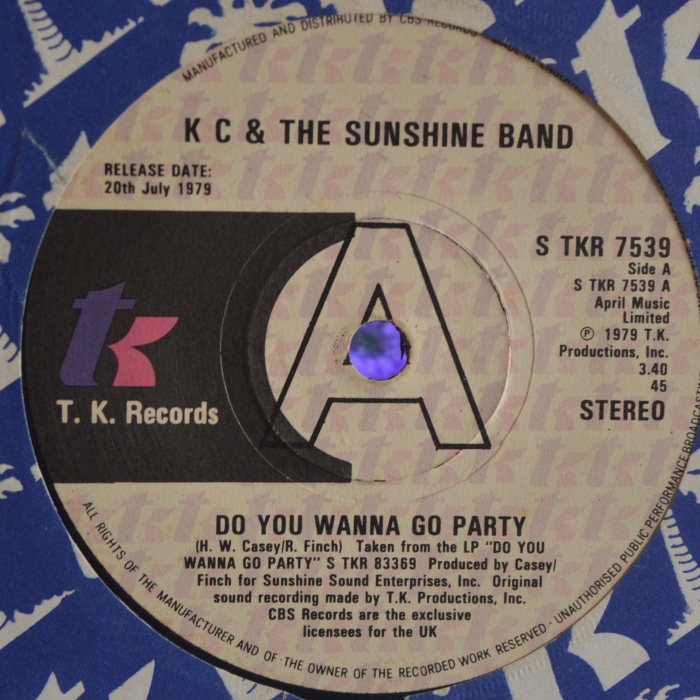 MANUFACTURED AND DISTRIBUTED BY CBS RECORDS
K C & THE SUNSHINE BAND
RELEASE DATE:
20th July 1979
S TKR 7539
Side A
S TKR 7539 A
April Music
Limited
℗ 1979 T.K.
Productions, Inc.
3.40
45
STEREO
A
tk
T. K. Records
DO YOU WANNA GO PARTY
(H. W. Casey/R. Finch) Taken from the LP "DO YOU
WANNA GO PARTY" S TKR 83369 Produced by Casey/
Finch for Sunshine Sound Enterprises, Inc. Original
sound recording made by T.K. Productions, Inc.
CBS Records are the exclusive
licensees for the UK
ALL RIGHTS OF THE MANUFACTURER AND OF THE OWNER OF THE RECORDED WORK RESERVED · UNAUTHORISED PUBLIC PERFORMANCE BROADCASTING